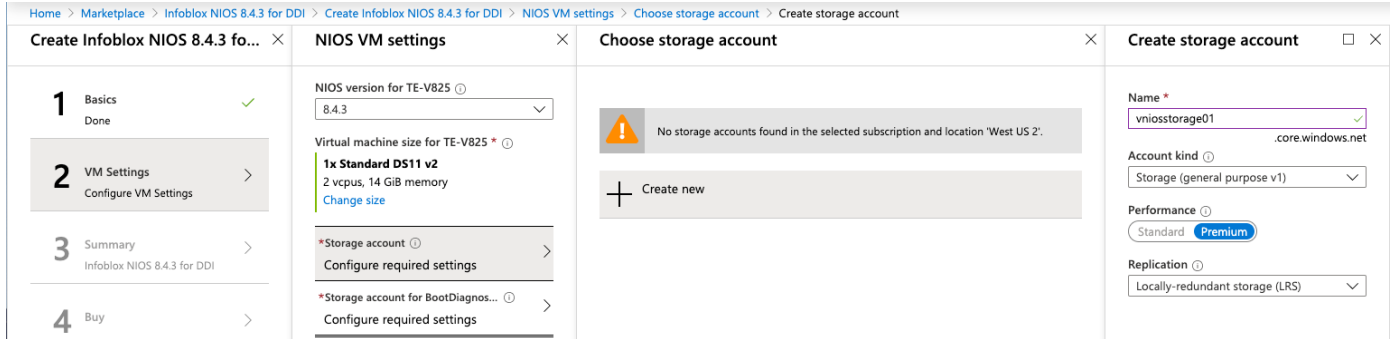 Home > Marketplace > Infoblox NIOS 8.4.3 for DDI > Create Infoblox NIOS 8.4.3 for DDI > NIOS VM settings > Choose storage account > Create storage account
Create Infoblox NIOS 8.4.3 fo...
1
Basics
Done
2
VM Settings
Configure VM Settings
3
Summary
Infoblox NIOS 8.4.3 for DDI
4
Buy
NIOS VM settings
NIOS version for TE-V825
8.4.3
Virtual machine size for TE-V825 *
1x Standard DS11 v2
2 vcpus, 14 GiB memory
Change size
*Storage account
Configure required settings
*Storage account for BootDiagnos...
Configure required settings
Choose storage account
No storage accounts found in the selected subscription and location 'West US 2'.
Create new
Create storage account
Name *
vniosstorage01
.core.windows.net
Account kind
Storage (general purpose v1)
Performance
Standard Premium
Replication
Locally-redundant storage (LRS)